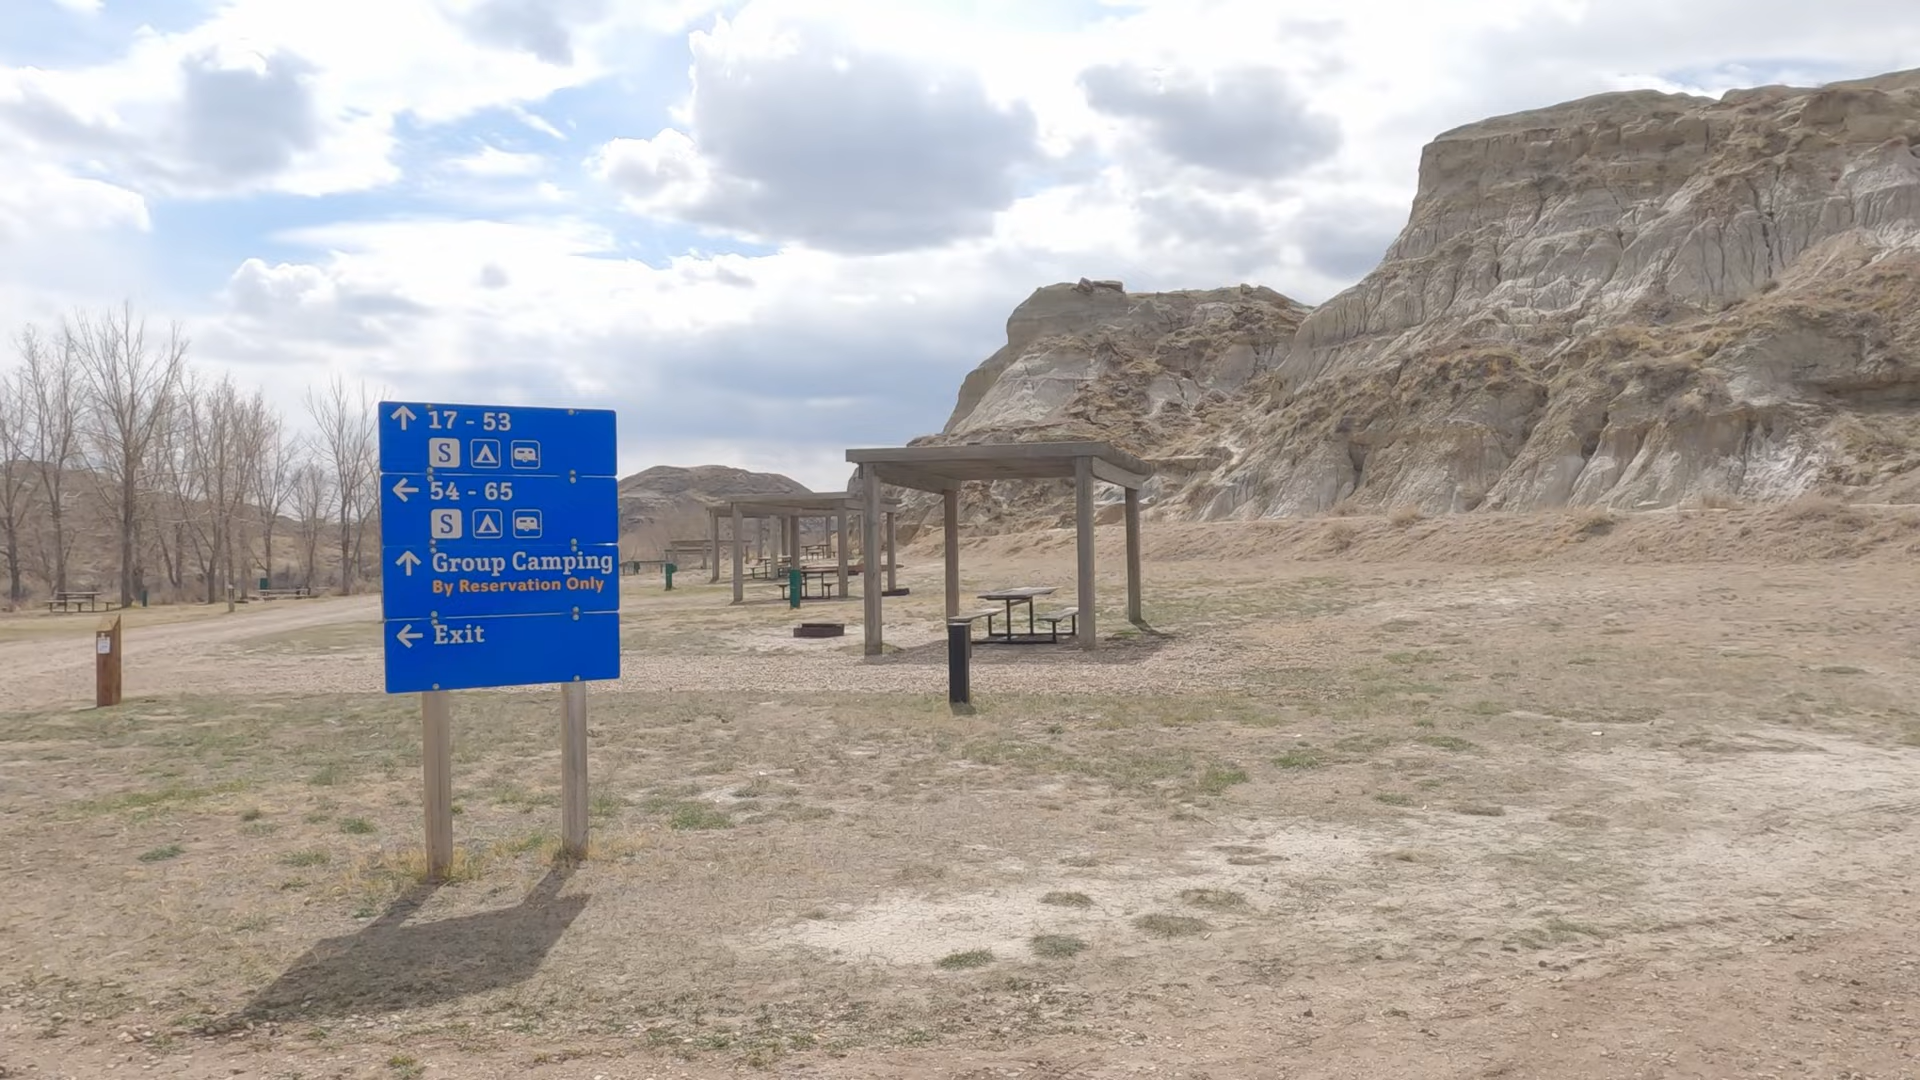 ↑ 17 - 53
S
← 54 - 65
S
↑ Group Camping
By Reservation Only
← Exit